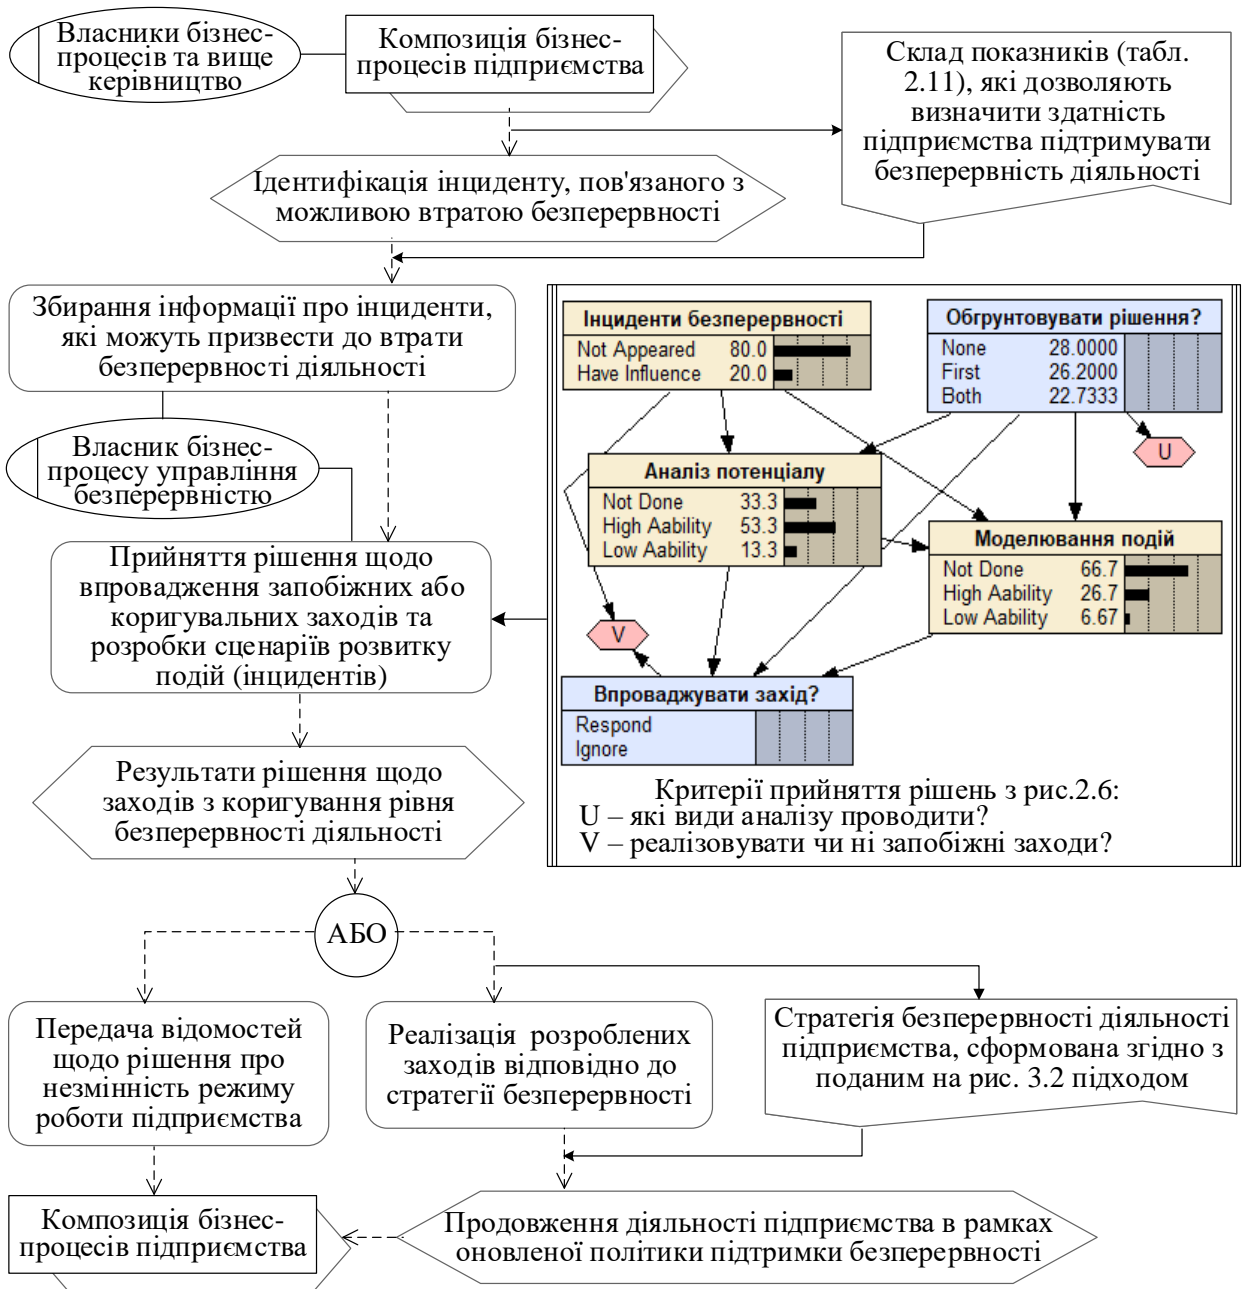 Власники бізнес-
процесів та вище
керівництво
Композиція бізнес-
процесів підприємства
Склад показників (табл.
2.11), які дозволяють
визначити здатність
підприємства підтримувати
безперервність діяльності
Ідентифікація інциденту, пов'язаного з
можливою втратою безперервності
Збирання інформації про інциденти,
які можуть призвести до втрати
безперервності діяльності
Власник бізнес-
процесу управління
безперервністю
Прийняття рішення щодо
впровадження запобіжних або
коригувальних заходів та
розробки сценаріїв розвитку
подій (інцидентів)
Інциденти безперервності
Not Appeared 80.0
Have Influence 20.0
Обгрунтовувати рішення?
None 28.0000
First 26.2000
Both 22.7333
U
Аналіз потенціалу
Not Done 33.3
High Aability 53.3
Low Aability 13.3
Моделювання подій
Not Done 66.7
High Aability 26.7
Low Aability 6.67
V
Впроваджувати захід?
Respond
Ignore
Критерії прийняття рішень з рис.2.6:
U – які види аналізу проводити?
V – реалізовувати чи ні запобіжні заходи?
Результати рішення щодо
заходів з коригування рівня
безперервності діяльності
АБО
Передача відомостей
щодо рішення про
незмінність режиму
роботи підприємства
Реалізація розроблених
заходів відповідно до
стратегії безперервності
Стратегія безперервності діяльності
підприємства, сформована згідно з
поданим на рис. 3.2 підходом
Композиція бізнес-
процесів підприємства
Продовження діяльності підприємства в рамках
оновленої політики підтримки безперервності